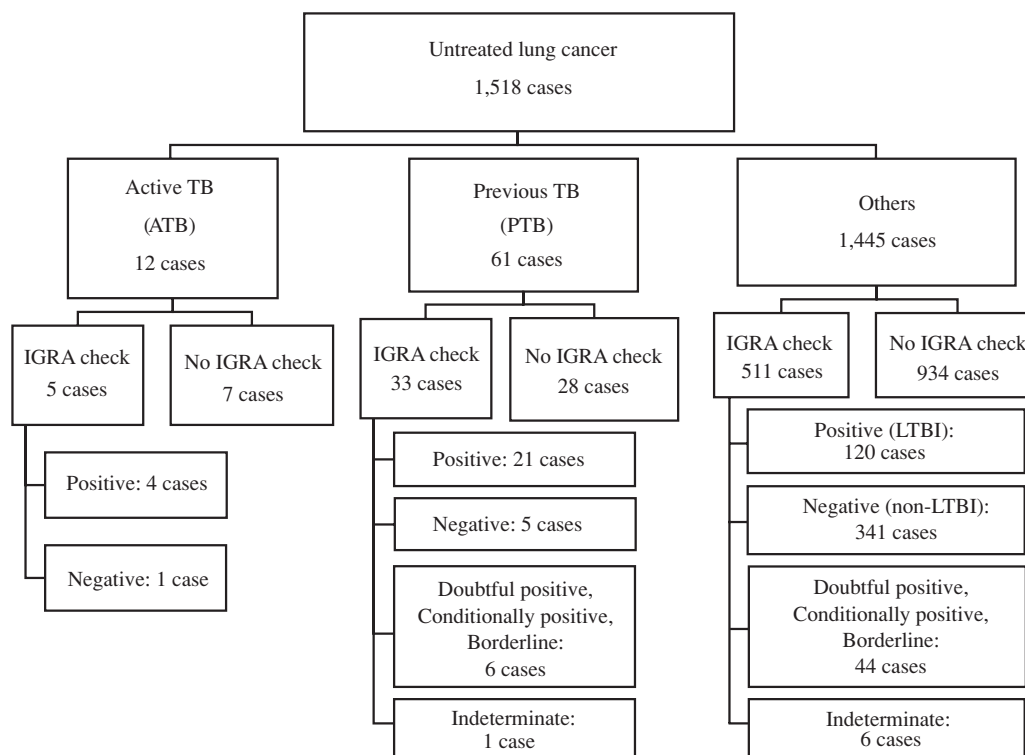 Untreated lung cancer
1,518 cases
Active TB
(ATB)
12 cases
Previous TB
(PTB)
61 cases
Others
1,445 cases
IGRA check
5 cases
No IGRA check
7 cases
IGRA check
33 cases
No IGRA check
28 cases
IGRA check
511 cases
No IGRA check
934 cases
Positive: 4 cases
Negative: 1 case
Positive: 21 cases
Negative: 5 cases
Doubtful positive,
Conditionally positive,
Borderline:
6 cases
Indeterminate:
1 case
Positive (LTBI):
120 cases
Negative (non-LTBI):
341 cases
Doubtful positive,
Conditionally positive,
Borderline:
44 cases
Indeterminate:
6 cases